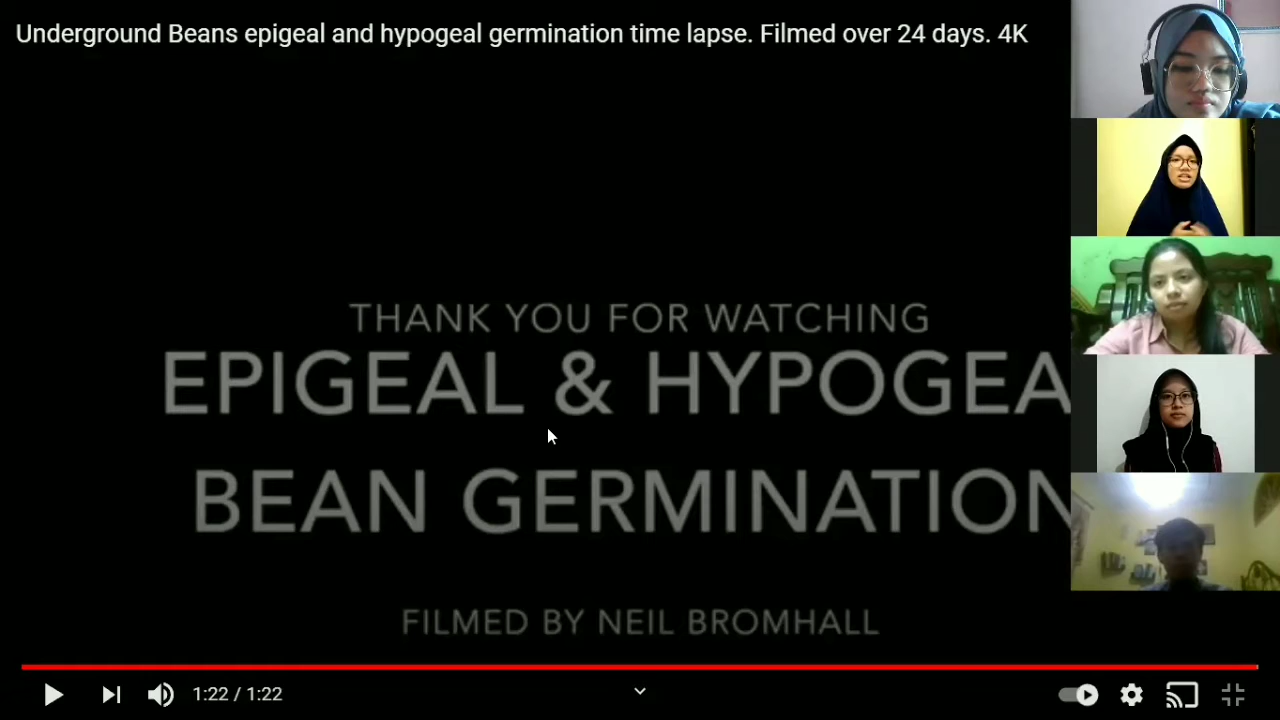 Underground Beans epigeal and hypogeal germination time lapse. Filmed over 24 days. 4K
THANK YOU FOR WATCHING
EPIGEAL & HYPOGEA
BEAN GERMINATION
FILMED BY NEIL BROMHALL
1:22 / 1:22